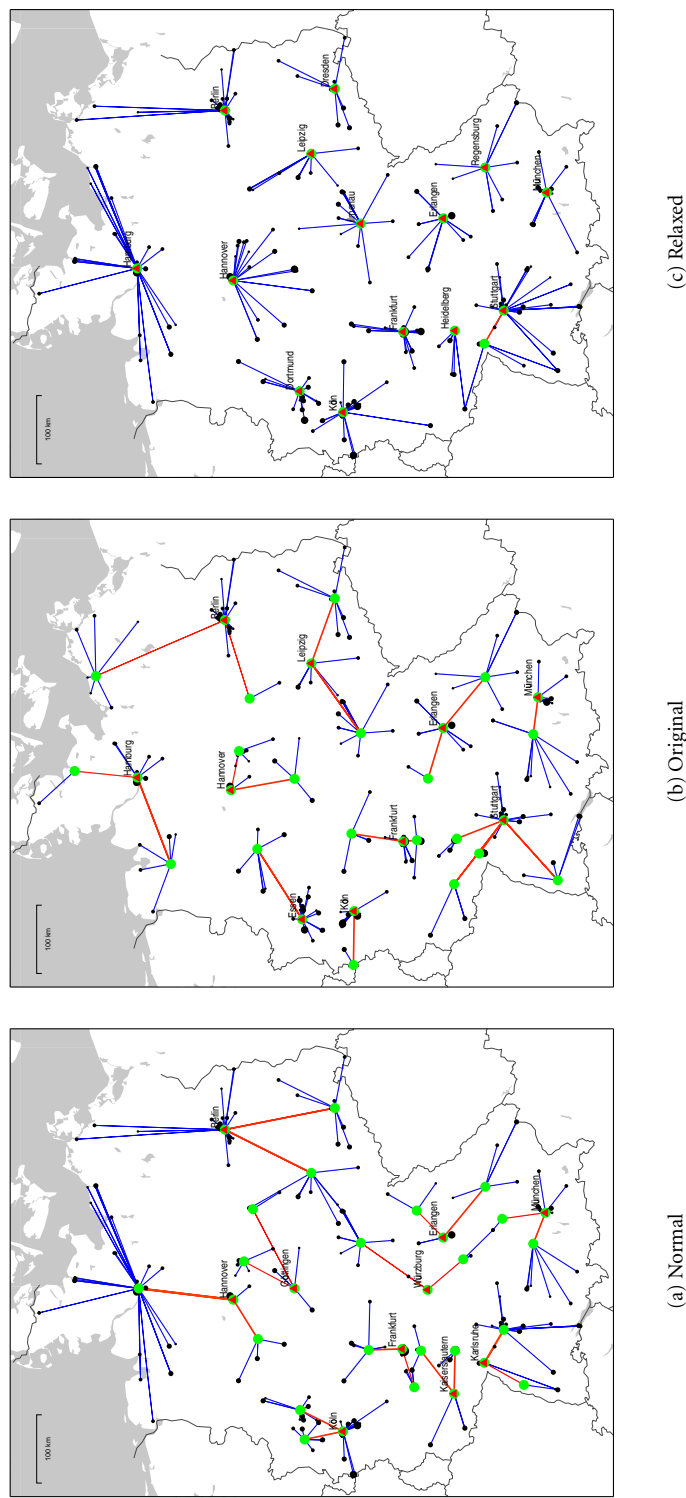 100 km
Berlin
Hannover
Göttingen
Köln
Frankfurt
Würzburg
Erlangen
Kaiserslautern
Karlsruhe
München
(a) Normal
100 km
Hamburg
Berlin
Hannover
Essen
Köln
Leipzig
Frankfurt
Erlangen
Stuttgart
München
(b) Original
100 km
Hamburg
Berlin
Hannover
Dortmund
Köln
Leipzig
Dresden
Ilmenau
Frankfurt
Erlangen
Heidelberg
Regensburg
Stuttgart
München
(c) Relaxed